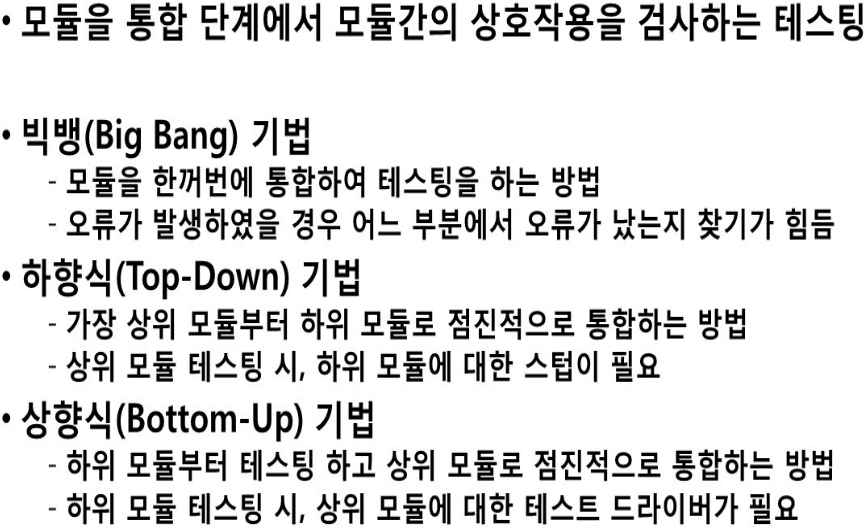 • 모듈을 통합 단계에서 모듈간의 상호작용을 검사하는 테스팅
• 빅뱅(Big Bang) 기법
- 모듈을 한꺼번에 통합하여 테스팅을 하는 방법
- 오류가 발생하였을 경우 어느 부분에서 오류가 났는지 찾기가 힘듬
• 하향식(Top-Down) 기법
- 가장 상위 모듈부터 하위 모듈로 점진적으로 통합하는 방법
- 상위 모듈 테스팅 시, 하위 모듈에 대한 스텁이 필요
• 상향식(Bottom-Up) 기법
- 하위 모듈부터 테스팅 하고 상위 모듈로 점진적으로 통합하는 방법
- 하위 모듈 테스팅 시, 상위 모듈에 대한 테스트 드라이버가 필요